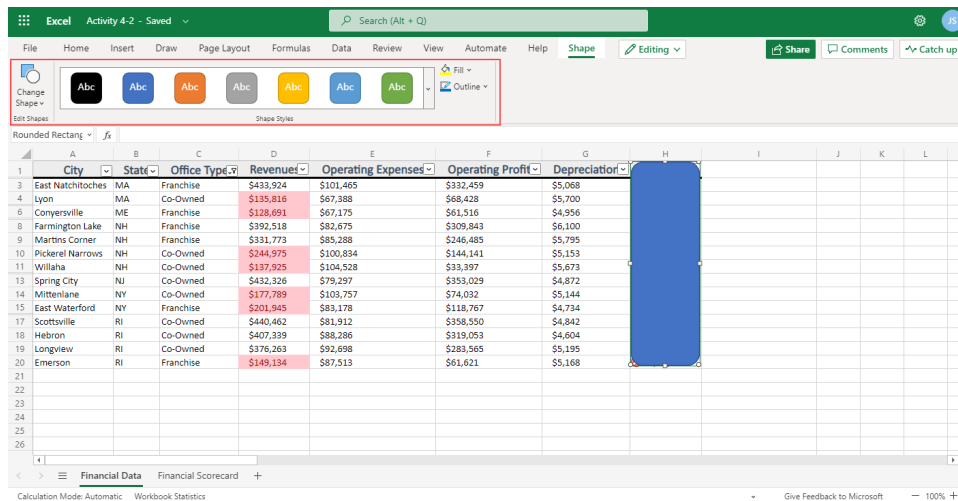 Excel Activity 4-2 - Saved Search (Alt + Q) JS
File Home Insert Draw Page Layout Formulas Data Review View Automate Help Shape Editing Share Comments Catch up
Change Shape
Abc Abc Abc Abc Abc Abc Abc
Fill
Outline
Edit Shapes Shape Styles
Rounded Rectang fx
A B C D E F G H I J K L
1 City State Office Type Revenues Operating Expenses Operating Profit Depreciation
3 East Natchitoches MA Franchise $433,924 $101,465 $332,459 $5,068
4 Lyon MA Co-Owned $135,816 $67,388 $68,428 $5,700
6 Conyersville ME Franchise $128,691 $67,175 $61,516 $4,956
8 Farmington Lake NH Franchise $392,518 $82,675 $309,843 $6,100
9 Martins Corner NH Franchise $331,773 $85,288 $246,485 $5,795
10 Pickerel Narrows NH Co-Owned $244,975 $100,834 $144,141 $5,153
11 Willaha NH Co-Owned $137,925 $104,528 $33,397 $5,673
13 Spring City NJ Co-Owned $432,326 $79,297 $353,029 $4,872
14 Mittenlane NY Co-Owned $177,789 $103,757 $74,032 $5,144
15 East Waterford NY Franchise $201,945 $83,178 $118,767 $4,734
17 Scottsville RI Co-Owned $440,462 $81,912 $358,550 $4,842
18 Hebron RI Co-Owned $407,339 $88,286 $319,053 $4,604
19 Longview RI Co-Owned $376,263 $92,698 $283,565 $5,195
20 Emerson RI Franchise $149,134 $87,513 $61,621 $5,168
21
22
23
24
25
26
Financial Data Financial Scorecard
Calculation Mode: Automatic Workbook Statistics Give Feedback to Microsoft 100%